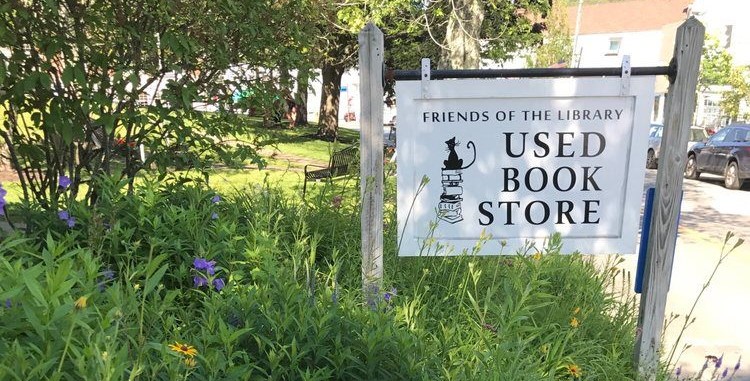 FRIENDS OF THE LIBRARY
USED
BOOK
STORE